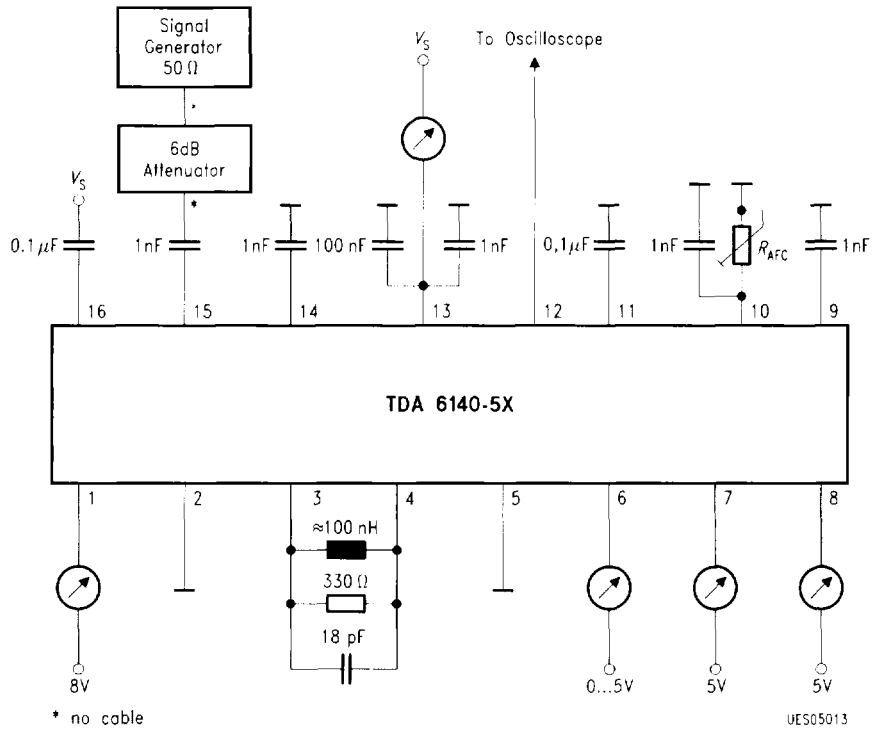 Signal
Generator
50 Ω
*
6dB
Attenuator
*
V_S
To Oscilloscope
V_S
0.1 µF
1nF
1nF
100 nF
1nF
0,1µF
1nF
R_AFC
1nF
16
15
14
13
12
11
10
9
TDA 6140-5X
1
2
3
4
5
6
7
8
≈100 nH
330 Ω
18 pF
8V
0...5V
5V
5V
* no cable
UES05013